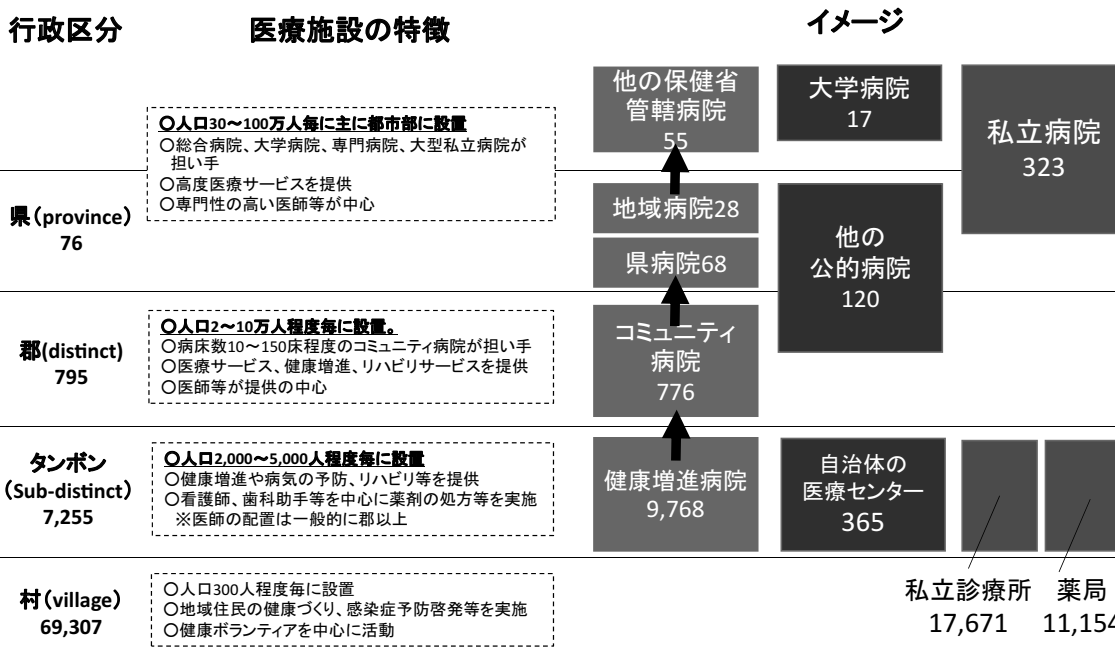 行政区分
医療施設の特徴
イメージ
〇人口30～100万人毎に主に都市部に設置
〇総合病院、大学病院、専門病院、大型私立病院が
担い手
〇高度医療サービスを提供
〇専門性の高い医師等が中心
他の保健省
管轄病院
55
大学病院
17
私立病院
323
県(province)
76
地域病院28
県病院68
他の
公的病院
120
郡(distinct)
795
〇人口2～10万人程度毎に設置。
〇病床数10～150床程度のコミュニティ病院が担い手
〇医療サービス、健康増進、リハビリサービスを提供
〇医師等が提供の中心
コミュニティ
病院
776
タンボン
(Sub-distinct)
7,255
〇人口2,000～5,000人程度毎に設置
〇健康増進や病気の予防、リハビリ等を提供
〇看護師、歯科助手等を中心に薬剤の処方等を実施
※医師の配置は一般的に郡以上
健康増進病院
9,768
自治体の
医療センター
365
村(village)
69,307
〇人口300人程度毎に設置
〇地域住民の健康づくり、感染症予防啓発等を実施
〇健康ボランティアを中心に活動
私立診療所
17,671
薬局
11,154